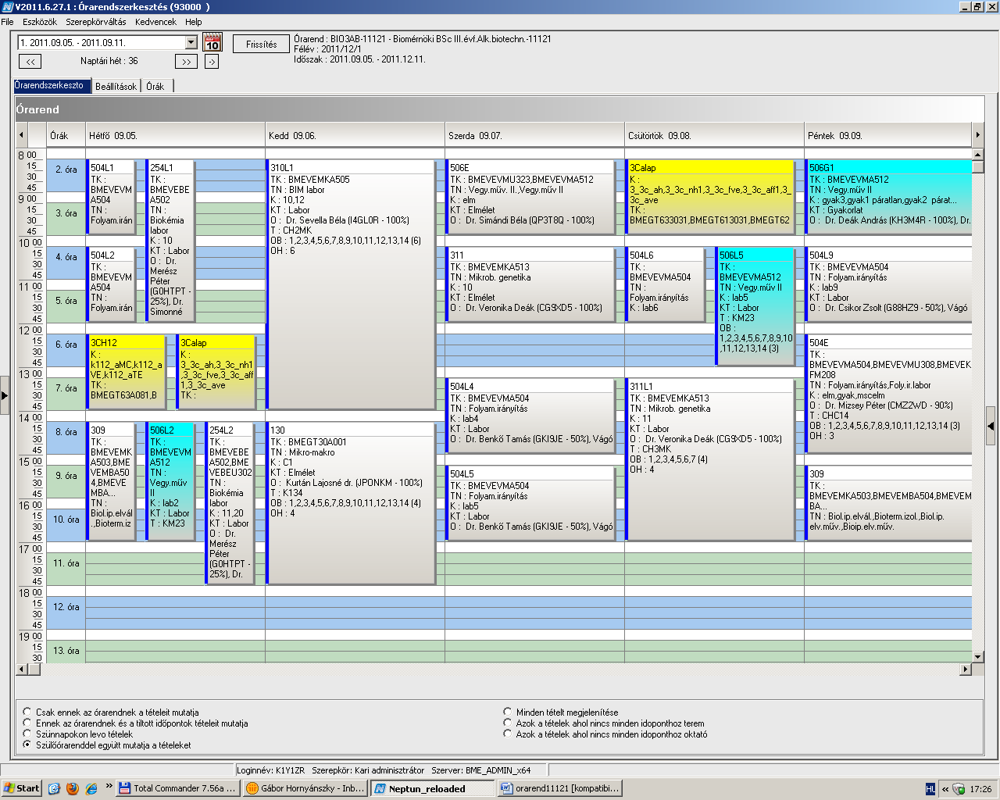 V2011.6.27.1 : Órarendszerkesztés (93000  )
File Eszközök Szerepkörváltás Kedvencek Help
1. 2011.09.05. - 2011.09.11.
10
Frissítés
<< Naptári hét : 36 >> ->
Órarend : BIO3AB-11121 - Biomérnöki BSc III.évf.Alk.biotechn.-11121
Félév : 2011/12/1
Időszak : 2011.09.05. - 2011.12.11.
Órarendszerkeszto Beállítások Órák
Órarend
Órák Hétfő 09.05. Kedd 09.06. Szerda 09.07. Csütörtök 09.08. Péntek 09.09.
8 00
15
30
45
9 00
15
30
45
10 00
15
30
45
11 00
15
30
45
12 00
15
30
45
13 00
15
30
45
14 00
15
30
45
15 00
15
30
45
16 00
15
30
45
17 00
15
30
45
18 00
15
30
45
19 00
15
30
2. óra
3. óra
4. óra
5. óra
6. óra
7. óra
8. óra
9. óra
10. óra
11. óra
12. óra
13. óra
504L1
TK :
BMEVEVM
A504
TN :
Folyam.irán
254L1
TK :
BMEVEBE
A502
TN :
Biokémia
labor
K : 10
KT : Labor
O : Dr.
Merész
Péter
(G0HTPT -
25%), Dr.
Simonné
504L2
TK :
BMEVEVM
A504
TN :
Folyam.irán
3CH12
K :
k112_aMC,k112_a
VE,k112_aTE
TK :
BMEGT63A081,B
3Calap
K :
3_3c_ah,3_3c_nh1
,3_3c_fve,3_3c_aff
1,3_3c_ave
TK :
309
TK :
BMEVEMK
A503,BME
VEMBA50
4,BMEVE
MBA...
TN :
Biol.ip.elvál
.,Bioterm.iz
506L2
TK :
BMEVEVM
A512
TN :
Vegy.műv
II
K : lab2
KT : Labor
T : KM23
254L2
TK :
BMEVEBE
A502,BME
VEBEU302
TN :
Biokémia
labor
K : 11,20
KT : Labor
O : Dr.
Merész
Péter
(G0HTPT -
25%), Dr.
310L1
TK : BMEVEMKA505
TN : BIM labor
K : 10,12
KT : Labor
O : Dr. Sevella Béla (I4GL0R - 100%)
T : CH2MK
OB : 1,2,3,4,5,6,7,8,9,10,11,12,13,14 (6)
OH : 6
130
TK : BMEGT30A001
TN : Mikro-makro
K : C1
KT : Elmélet
O : Kurtán Lajosné dr. (JPONKM - 100%)
T : K134
OB : 1,2,3,4,5,6,7,8,9,10,11,12,13,14 (4)
OH : 4
506E
TK : BMEVEVMU323,BMEVEVMA512
TN : Vegy.műv. II.,Vegy.műv II
K : elm
KT : Elmélet
O : Dr. Simándi Béla (QP3T8Q - 100%)
311
TK : BMEVEMKA513
TN : Mikrob. genetika
K : 10
KT : Elmélet
O : Dr. Veronika Deák (CG9XD5 - 100%)
504L4
TK : BMEVEVMA504
TN : Folyam.irányítás
K : lab4
KT : Labor
O : Dr. Benkő Tamás (GKI9JE - 50%), Vágó
504L5
TK : BMEVEVMA504
TN : Folyam.irányítás
K : lab5
KT : Labor
O : Dr. Benkő Tamás (GKI9JE - 50%), Vágó
3Calap
K :
3_3c_ah,3_3c_nh1,3_3c_fve,3_3c_aff1,3_
3c_ave
TK :
BMEGT633031,BMEGT613031,BMEGT62
504L6
TK :
BMEVEVMA504
TN :
Folyam.irányítás
K : lab6
506L5
TK :
BMEVEVMA512
TN : Vegy.műv II
K : lab5
KT : Labor
T : KM23
OB :
1,2,3,4,5,6,7,8,9,10
,11,12,13,14 (3)
311L1
TK : BMEVEMKA513
TN : Mikrob. genetika
K : 11
KT : Labor
O : Dr. Veronika Deák (CG9XD5 - 100%)
T : CH3MK
OB : 1,2,3,4,5,6,7 (4)
OH : 4
506G1
TK : BMEVEVMA512
TN : Vegy.műv II
K : gyak3,gyak1 páratlan,gyak2 párat...
KT : Gyakorlat
O : Dr. Deák András (KH3M4R - 100%), Dr.
504L9
TK : BMEVEVMA504
TN : Folyam.irányítás
K : lab9
KT : Labor
O : Dr. Csikor Zsolt (G88HZ9 - 50%), Vágó
504E
TK :
BMEVEVMA504,BMEVEVMU308,BMEVEK
FM208
TN : Folyam.irányítás,Foly.ir.labor
K : elm,gyak,mscelm
O : Dr. Mizsey Péter (CMZ2WD - 90%)
T : CHC14
OB : 1,2,3,4,5,6,7,8,9,10,11,12,13,14 (3)
OH : 3
309
TK :
BMEVEMKA503,BMEVEMBA504,BMEVEM
BA...
TN : Biol.ip.elvál.,Bioterm.izol.,Biol.ip.
elv.műv.,Bioip.elv.műv.
Csak ennek az órarendnek a tételeit mutatja
Ennek az órarendnek és a tiltott időpontok tételeit mutatja
Szünnapokon levo tételek
Szülőórarenddel együtt mutatja a tételeket
Minden tételt megjelenítése
Azok a tételek ahol nincs minden idoponthoz terem
Azok a tételek ahol nincs minden idoponthoz oktató
Loginnév: K1Y1ZR Szerepkör: Kari adminisztrátor Szerver: BME_ADMIN_x64
Start » Total Commander 7.56a ... Gábor Hornyánszky - Inb... Neptun_reloaded orarend11121 [kompatibi... HU « 17:26